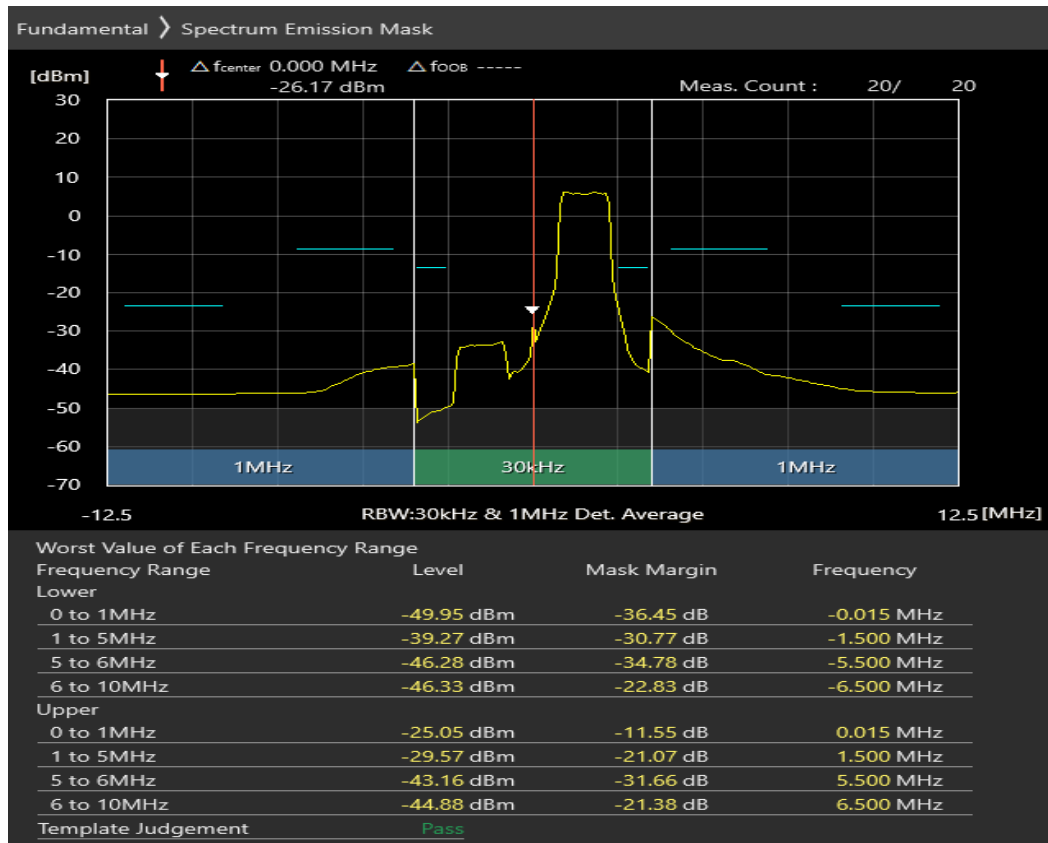 Fundamental ❯ Spectrum Emission Mask
[dBm] △ fcenter 0.000 MHz △ fOOB -----
-26.17 dBm Meas. Count : 20/ 20
30
20
10
0
-10
-20
-30
-40
-50
-60
1MHz 30kHz 1MHz
-70
-12.5 RBW:30kHz & 1MHz Det. Average 12.5 [MHz]
Worst Value of Each Frequency Range
Frequency Range Level Mask Margin Frequency
Lower
0 to 1MHz -49.95 dBm -36.45 dB -0.015 MHz
1 to 5MHz -39.27 dBm -30.77 dB -1.500 MHz
5 to 6MHz -46.28 dBm -34.78 dB -5.500 MHz
6 to 10MHz -46.33 dBm -22.83 dB -6.500 MHz
Upper
0 to 1MHz -25.05 dBm -11.55 dB 0.015 MHz
1 to 5MHz -29.57 dBm -21.07 dB 1.500 MHz
5 to 6MHz -43.16 dBm -31.66 dB 5.500 MHz
6 to 10MHz -44.88 dBm -21.38 dB 6.500 MHz
Template Judgement Pass